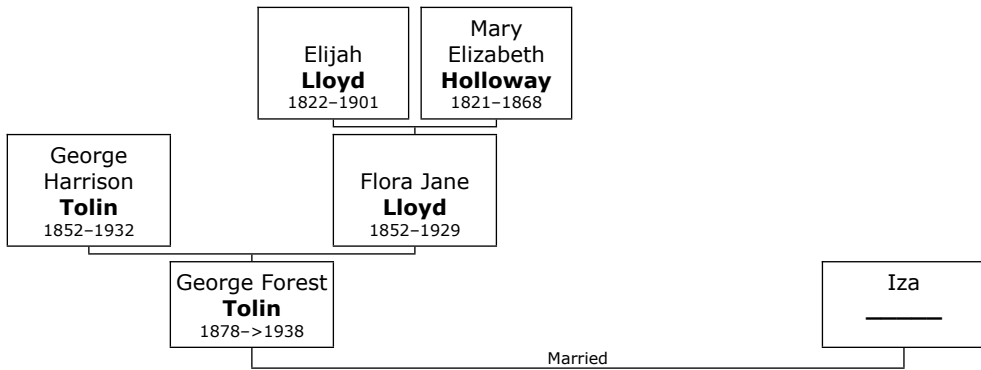 Elijah
Lloyd
1822–1901
Mary
Elizabeth
Holloway
1821–1868
George
Harrison
Tolin
1852–1932
Flora Jane
Lloyd
1852–1929
George Forest
Tolin
1878–>1938
Iza
_____
Married